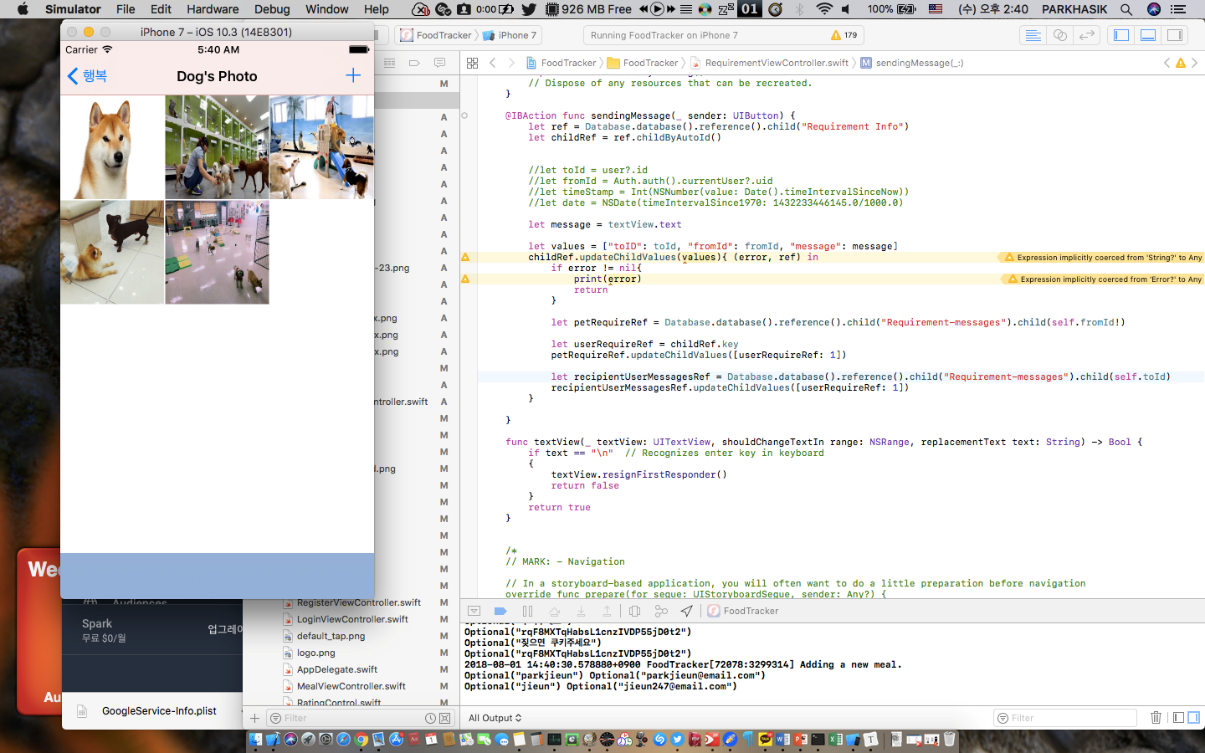 Simulator File Edit Hardware Debug Window Help 0:00 926 MB Free 01 100% (수) 오후 2:40 PARKHASIK
iPhone 7 – iOS 10.3 (14E8301)
FoodTracker iPhone 7
Running FoodTracker on iPhone 7
179
Carrier 5:40 AM
행복 Dog's Photo +
FoodTracker FoodTracker RequirementViewController.swift sendingMessage(_:)
// Dispose of any resources that can be recreated.
}
@IBAction func sendingMessage(_ sender: UIButton) {
let ref = Database.database().reference().child("Requirement Info")
let childRef = ref.childByAutoId()
//let toId = user?.id
//let fromId = Auth.auth().currentUser?.uid
//let timeStamp = Int(NSNumber(value: Date().timeIntervalSinceNow))
//let date = NSDate(timeIntervalSince1970: 1432233446145.0/1000.0)
let message = textView.text
let values = ["toID": toId, "fromId": fromId, "message": message]
childRef.updateChildValues(values){ (error, ref) in
Expression implicitly coerced from 'String?' to Any
if error != nil{
print(error)
Expression implicitly coerced from 'Error?' to Any
return
}
let petRequireRef = Database.database().reference().child("Requirement-messages").child(self.fromId!)
let userRequireRef = childRef.key
petRequireRef.updateChildValues([userRequireRef: 1])
let recipientUserMessagesRef = Database.database().reference().child("Requirement-messages").child(self.toId)
recipientUserMessagesRef.updateChildValues([userRequireRef: 1])
}
}
func textView(_ textView: UITextView, shouldChangeTextIn range: NSRange, replacementText text: String) -> Bool {
if text == "\n" // Recognizes enter key in keyboard
{
textView.resignFirstResponder()
return false
}
return true
}
/*
// MARK: - Navigation
// In a storyboard-based application, you will often want to do a little preparation before navigation
override func prepare(for segue: UIStoryboardSegue, sender: Any?) {
FoodTracker
Optional("rqF8MXTqHabsL1cnzIVDP55jD0t2")
Optional("짖으면 쿠키주세요")
Optional("rqF8MXTqHabsL1cnzIVDP55jD0t2")
2018-08-01 14:40:30.578880+0900 FoodTracker[72078:3299314] Adding a new meal.
Optional("parkjieun") Optional("parkjieun@email.com")
Optional("jieun") Optional("jieun247@email.com")
All Output
Filter
M
A
A
A
A
A
A
A
A
A
-23.png A
A
A
x.png A
x.png A
x.png A
M
A
ntroller.swift A
M
M
M
d.png M
M
M
M
M
M
M
M
RegisterViewController.swift M
LoginViewController.swift M
default_tap.png M
logo.png M
AppDelegate.swift M
MealViewController.swift M
RatingControl.swift M
Filter
Wee
Au
Audiences
Spark
무료 $0/월
업그레이
GoogleService-Info.plist